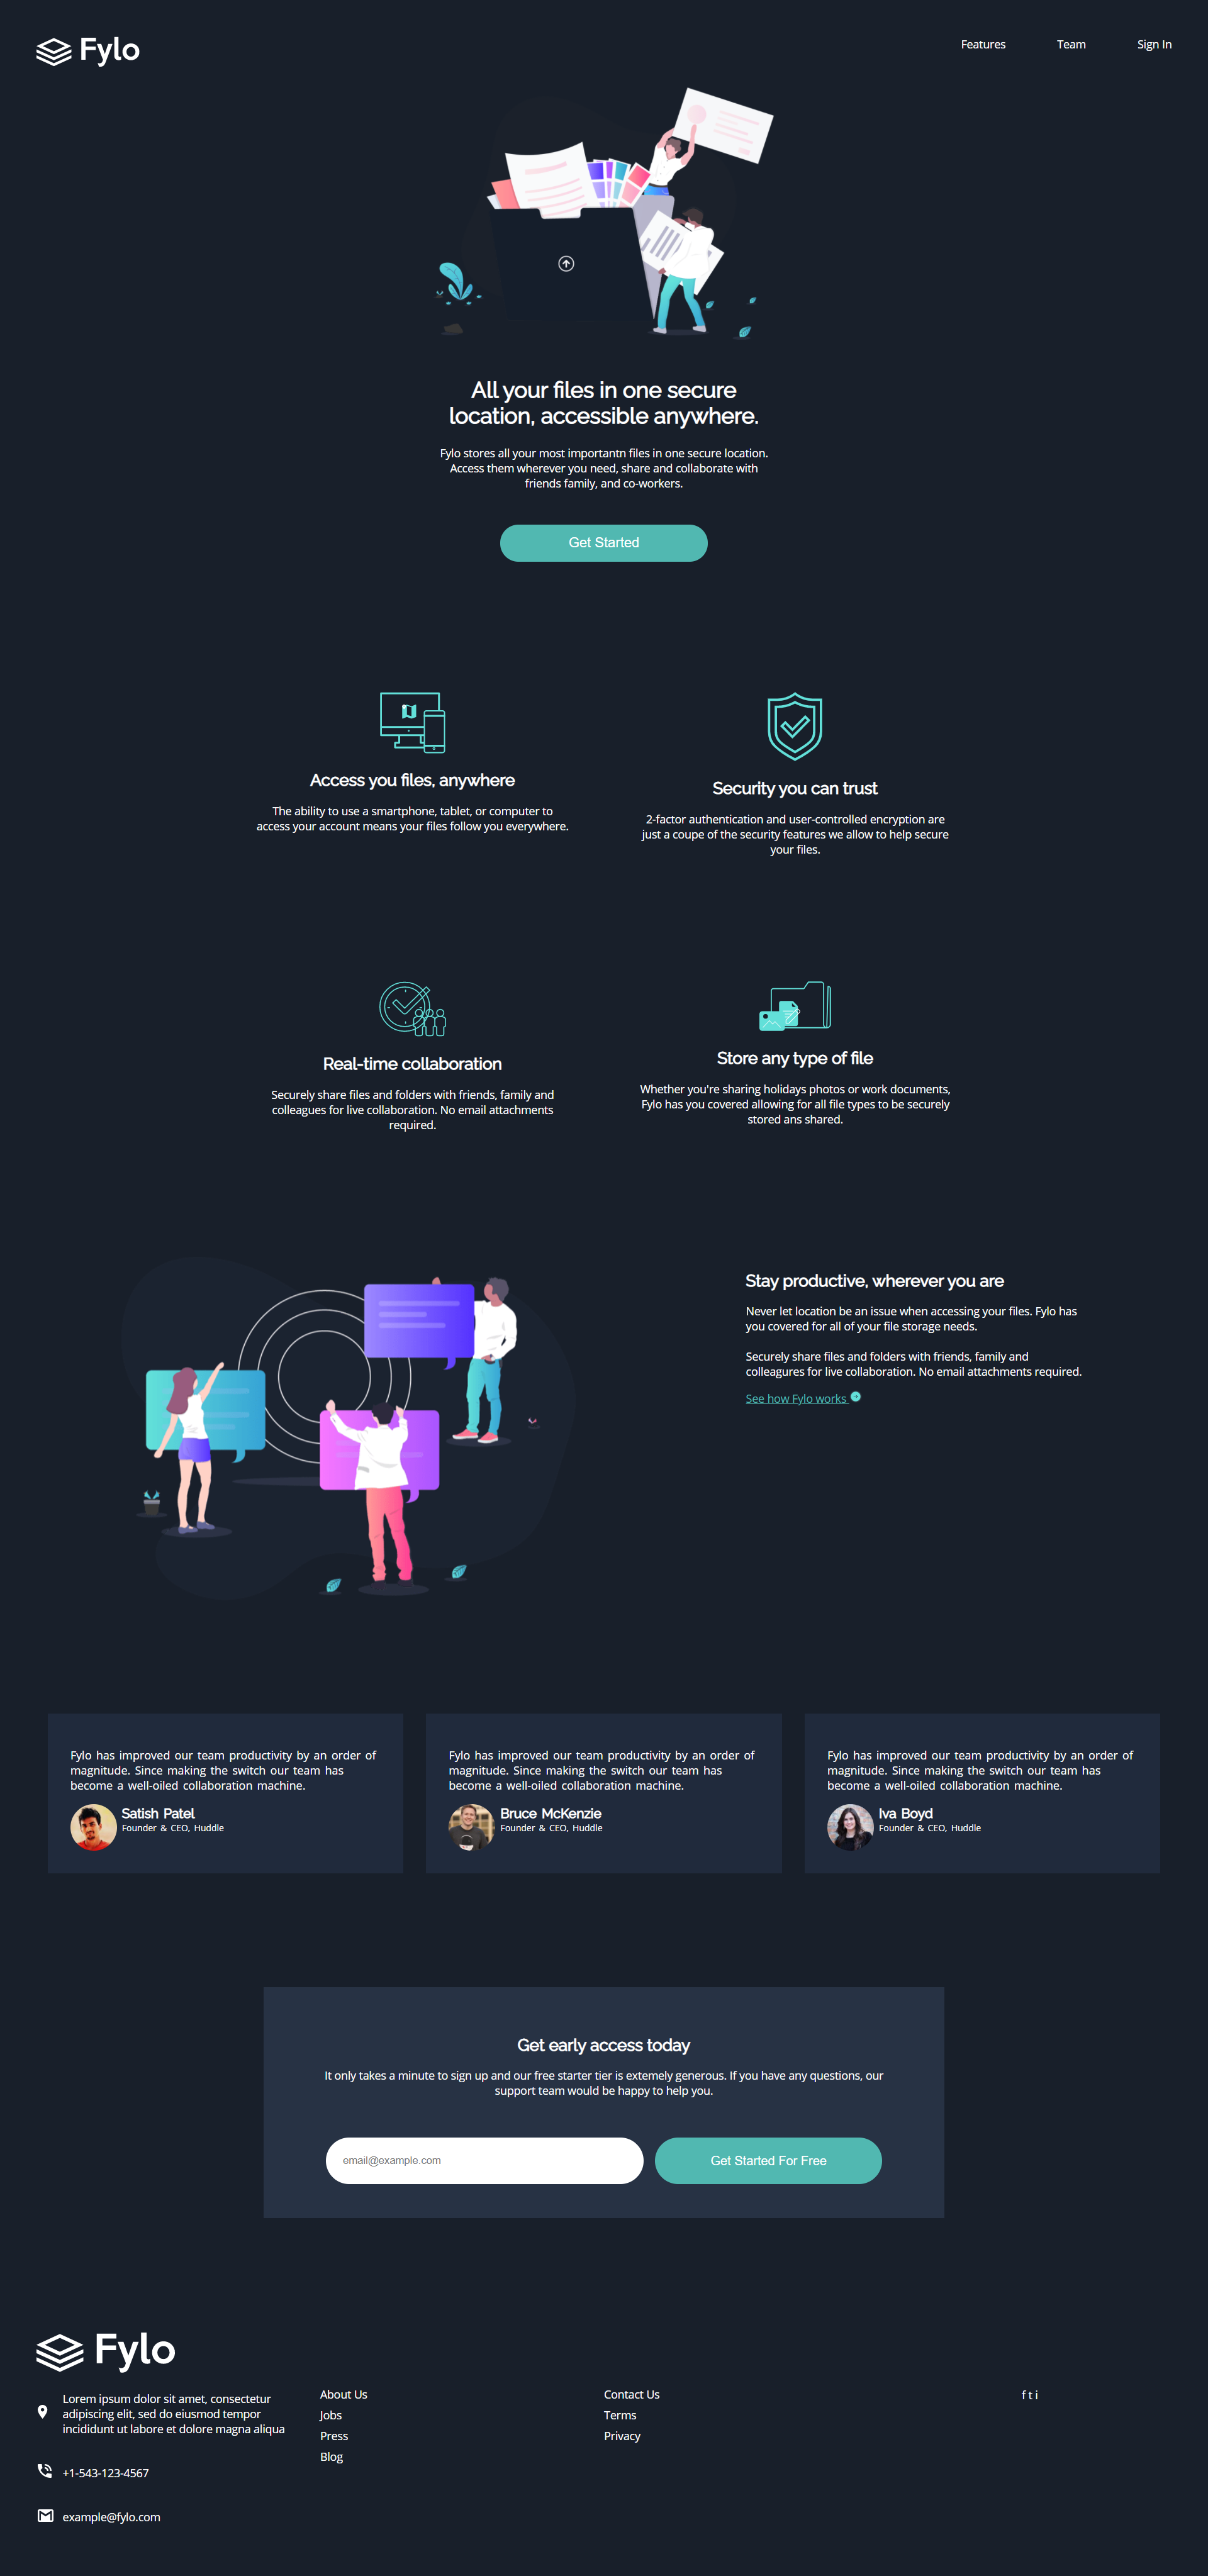 Fylo
Features
Team
Sign In
All your files in one secure
location, accessible anywhere.
Fylo stores all your most importantn files in one secure location.
Access them wherever you need, share and collaborate with
friends family, and co-workers.
Get Started
Access you files, anywhere
The ability to use a smartphone, tablet, or computer to
access your account means your files follow you everywhere.
Security you can trust
2-factor authentication and user-controlled encryption are
just a coupe of the security features we allow to help secure
your files.
Real-time collaboration
Securely share files and folders with friends, family and
colleagues for live collaboration. No email attachments
required.
Store any type of file
Whether you're sharing holidays photos or work documents,
Fylo has you covered allowing for all file types to be securely
stored ans shared.
Stay productive, wherever you are
Never let location be an issue when accessing your files. Fylo has
you covered for all of your file storage needs.
Securely share files and folders with friends, family and
colleagures for live collaboration. No email attachments required.
See how Fylo works
Fylo has improved our team productivity by an order of
magnitude. Since making the switch our team has
become a well-oiled collaboration machine.
Satish Patel
Founder & CEO, Huddle
Fylo has improved our team productivity by an order of
magnitude. Since making the switch our team has
become a well-oiled collaboration machine.
Bruce McKenzie
Founder & CEO, Huddle
Fylo has improved our team productivity by an order of
magnitude. Since making the switch our team has
become a well-oiled collaboration machine.
Iva Boyd
Founder & CEO, Huddle
Get early access today
It only takes a minute to sign up and our free starter tier is extemely generous. If you have any questions, our
support team would be happy to help you.
email@example.com
Get Started For Free
Fylo
Lorem ipsum dolor sit amet, consectetur
adipiscing elit, sed do eiusmod tempor
incididunt ut labore et dolore magna aliqua
+1-543-123-4567
example@fylo.com
About Us
Jobs
Press
Blog
Contact Us
Terms
Privacy
f t i